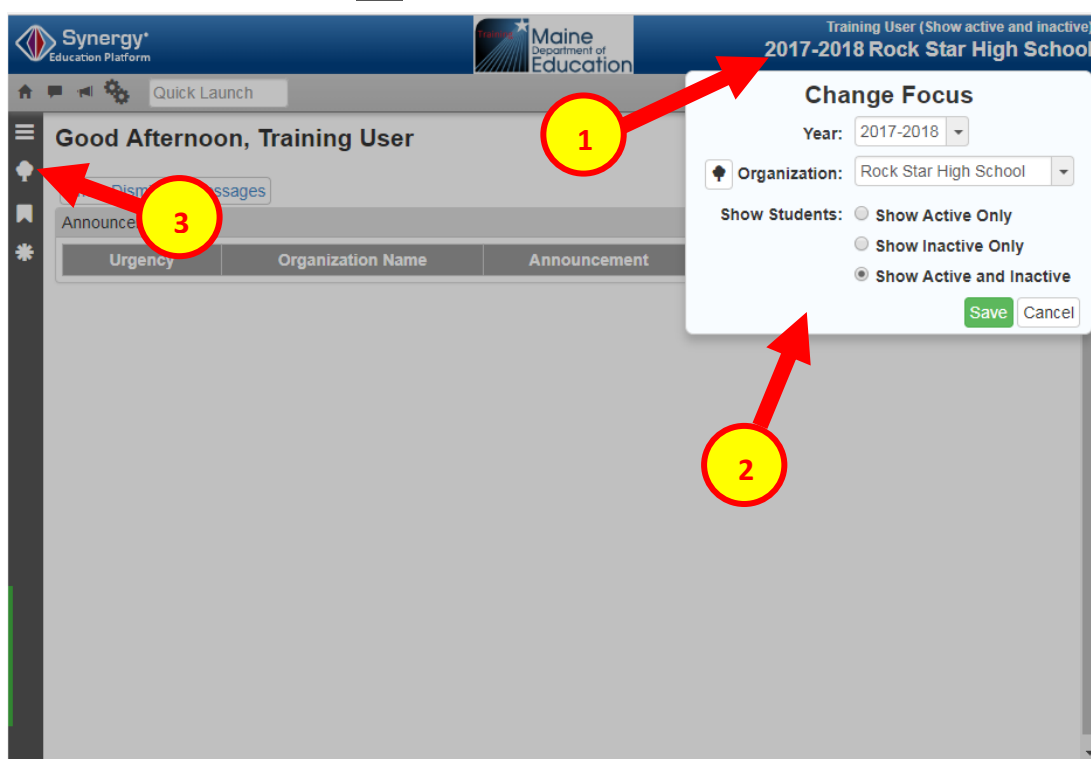 Synergy
Education Platform
Training
Maine
Department of
Education
Training User (Show active and inactive)
2017-2018 Rock Star High School
Quick Launch
Change Focus
Year: 2017-2018
Organization: Rock Star High School
Show Students: Show Active Only
Show Inactive Only
Show Active and Inactive
Save Cancel
Good Afternoon, Training User
Urgency Organization Name Announcement
1
2
3